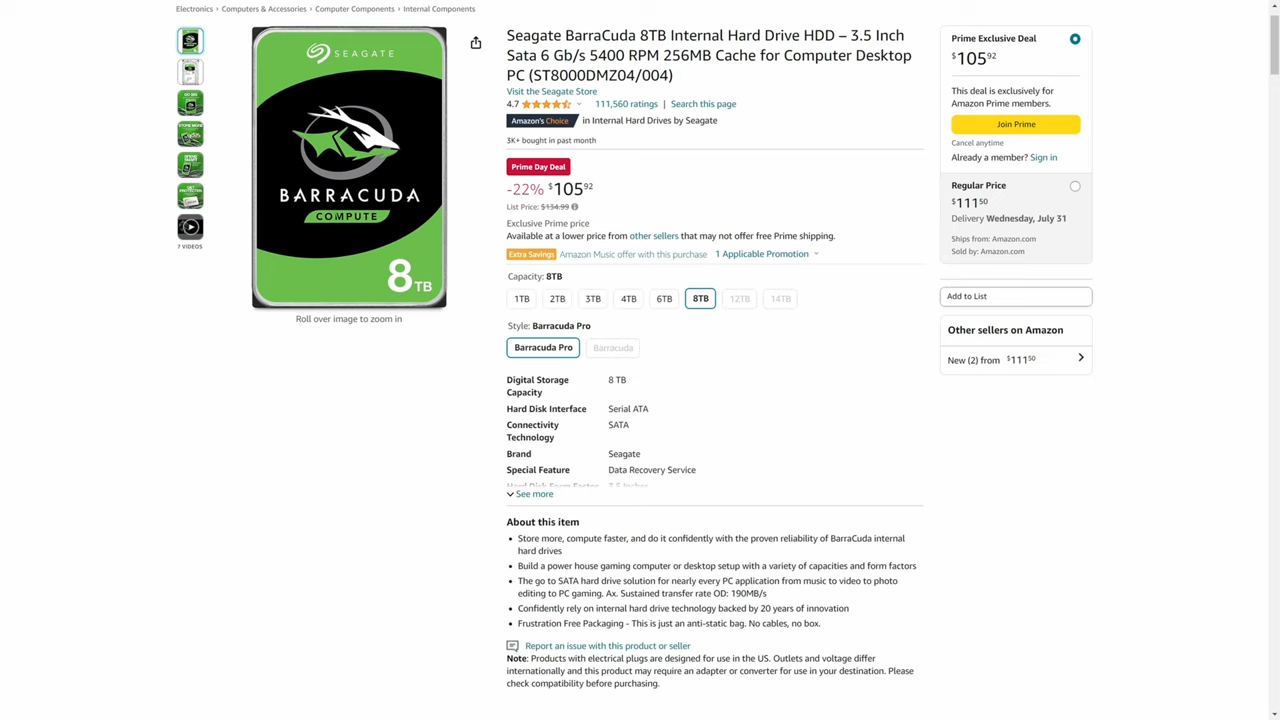 Electronics › Computers & Accessories › Computer Components › Internal Components
SEAGATE
BARRACUDA
COMPUTE
8TB
7 VIDEOS
Roll over image to zoom in
Seagate BarraCuda 8TB Internal Hard Drive HDD – 3.5 Inch
Sata 6 Gb/s 5400 RPM 256MB Cache for Computer Desktop
PC (ST8000DMZ04/004)
Visit the Seagate Store
4.7 111,560 ratings | Search this page
Amazon's Choice in Internal Hard Drives by Seagate
3K+ bought in past month
Prime Day Deal
-22% $105 92
List Price: $134.99
Exclusive Prime price
Available at a lower price from other sellers that may not offer free Prime shipping.
Extra Savings Amazon Music offer with this purchase 1 Applicable Promotion
Capacity: 8TB
1TB 2TB 3TB 4TB 6TB 8TB 12TB 14TB
Style: Barracuda Pro
Barracuda Pro Barracuda
Digital Storage 8 TB
Capacity
Hard Disk Interface Serial ATA
Connectivity SATA
Technology
Brand Seagate
Special Feature Data Recovery Service
Hard Disk Form Factor 3.5 Inches
See more
About this item
• Store more, compute faster, and do it confidently with the proven reliability of BarraCuda internal
hard drives
• Build a power house gaming computer or desktop setup with a variety of capacities and form factors
• The go to SATA hard drive solution for nearly every PC application from music to video to photo
editing to PC gaming. Ax. Sustained transfer rate OD: 190MB/s
• Confidently rely on internal hard drive technology backed by 20 years of innovation
• Frustration Free Packaging - This is just an anti-static bag. No cables, no box.
Report an issue with this product or seller
Note: Products with electrical plugs are designed for use in the US. Outlets and voltage differ
internationally and this product may require an adapter or converter for use in your destination. Please
check compatibility before purchasing.
Prime Exclusive Deal
$105 92
This deal is exclusively for
Amazon Prime members.
Join Prime
Cancel anytime
Already a member? Sign in
Regular Price
$111 50
Delivery Wednesday, July 31
Ships from: Amazon.com
Sold by: Amazon.com
Add to List
Other sellers on Amazon
New (2) from $111 50